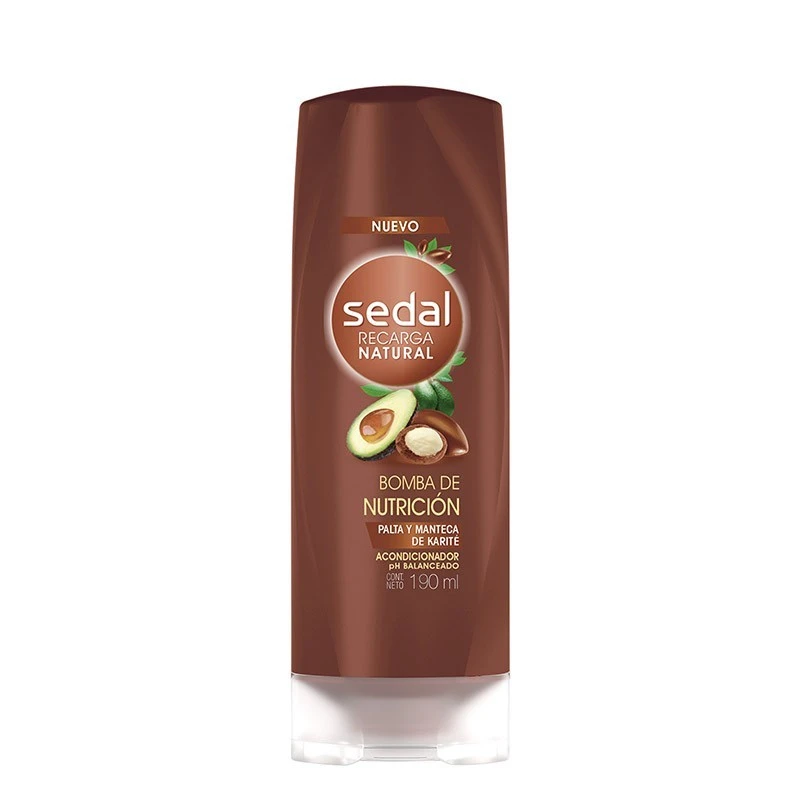 NUEVO
sedal
RECARGA
NATURAL
BOMBA DE
NUTRICIÓN
PALTA Y MANTECA
DE KARITÉ
ACONDICIONADOR
pH BALANCEADO
CONT.
NETO 190 ml